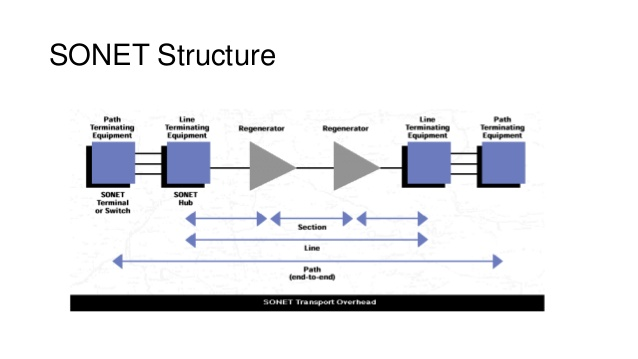 SONET Structure
Path
Terminating
Equipment
Line
Terminating
Equipment
Regenerator
Regenerator
Line
Terminating
Equipment
Path
Terminating
Equipment
SONET
Terminal
or Switch
SONET
Hub
Section
Line
Path
(end-to-end)
SONET Transport Overhead